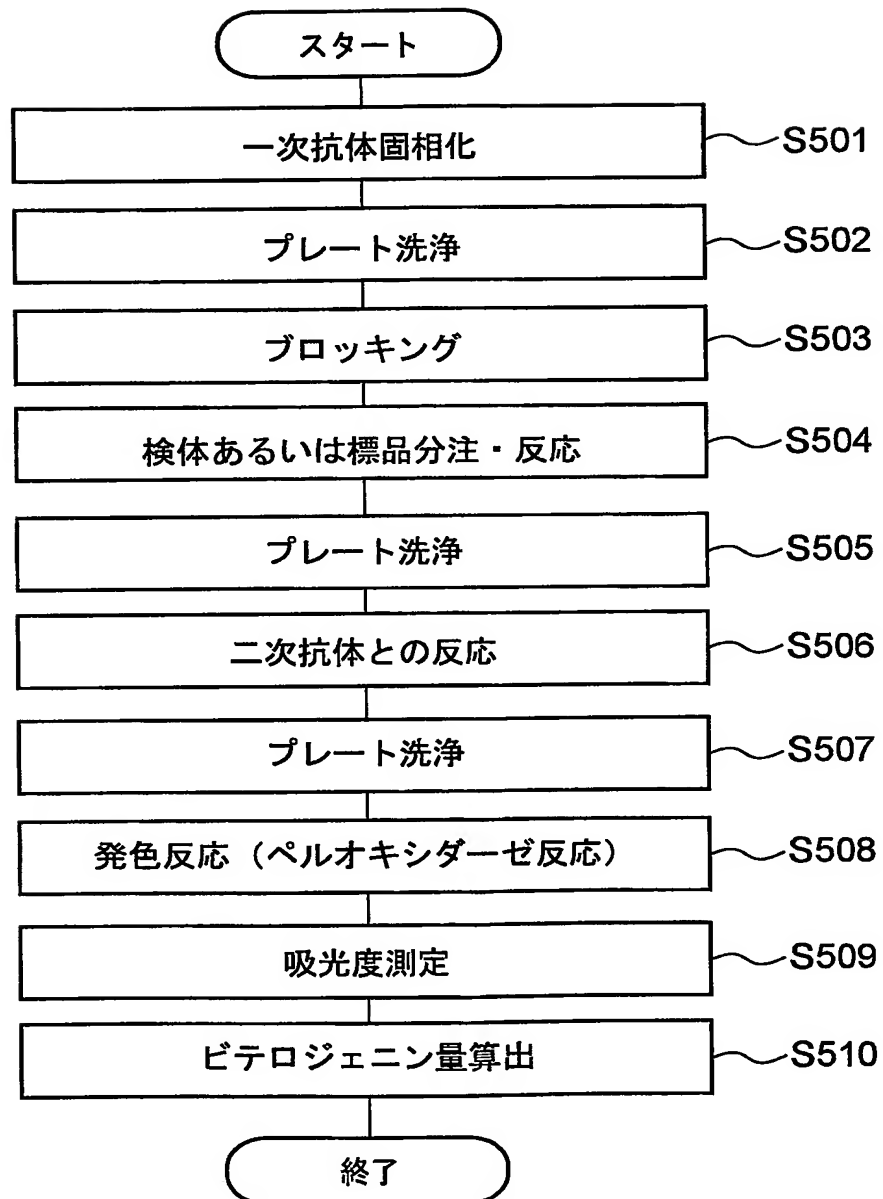 スタート
一次抗体固相化 S501
プレート洗浄 S502
ブロッキング S503
検体あるいは標品分注・反応 S504
プレート洗浄 S505
二次抗体との反応 S506
プレート洗浄 S507
発色反応（ペルオキシダーゼ反応） S508
吸光度測定 S509
ビテロジェニン量算出 S510
終了